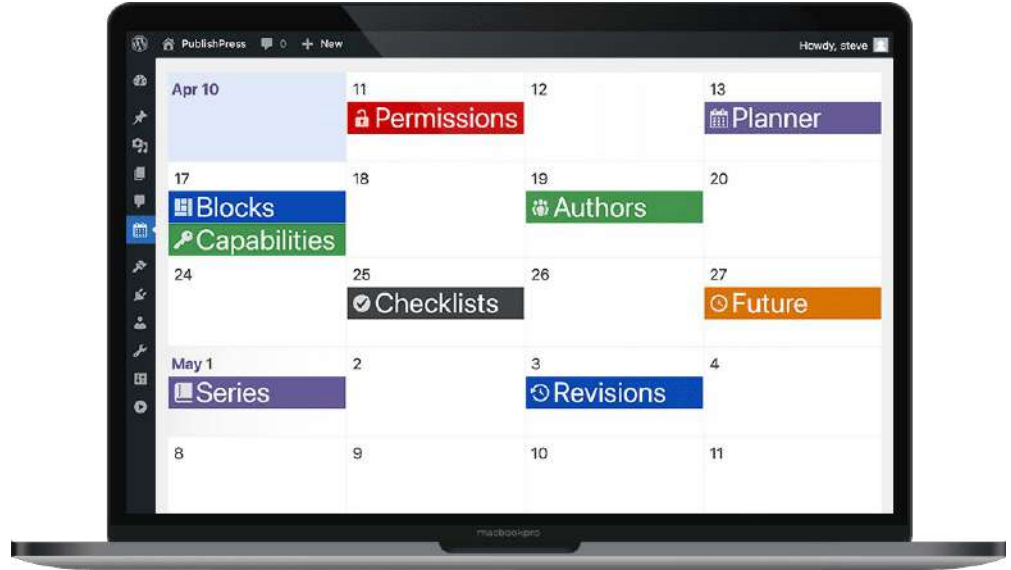 PublishPress 0 + New
Howdy, steve
Apr 10
11
12
13
Permissions
Planner
17
18
19
20
Blocks
Authors
Capabilities
24
25
26
27
Checklists
Future
May 1
2
3
4
Series
Revisions
8
9
10
11
macbookpro